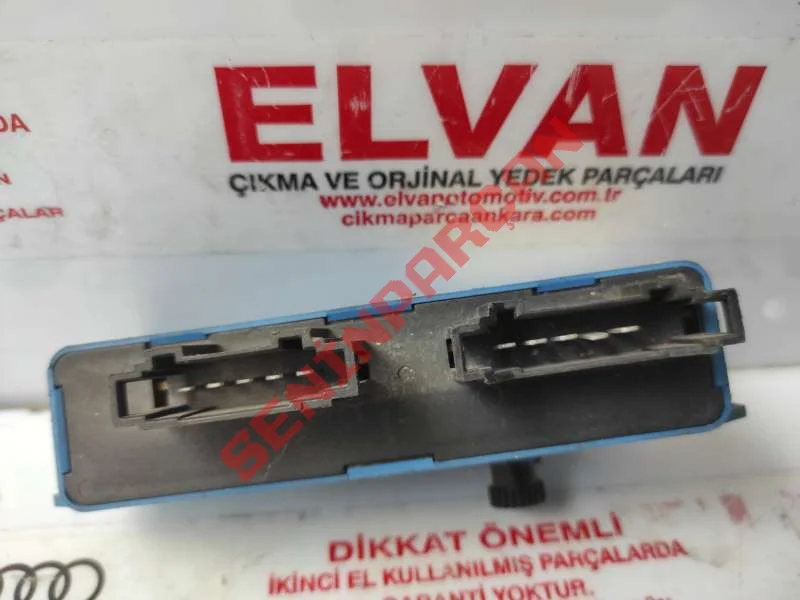 ELVAN
ÇIKMA VE ORJİNAL YEDEK PARÇALARI
www.elvanotomotiv.com.tr
cikmaparcaankara.com
SENİNPARÇAN
DİKKAT ÖNEMLİ
İKİNCİ EL KULLANILMIŞ PARÇALARDA
GARANTİ YOKTUR.